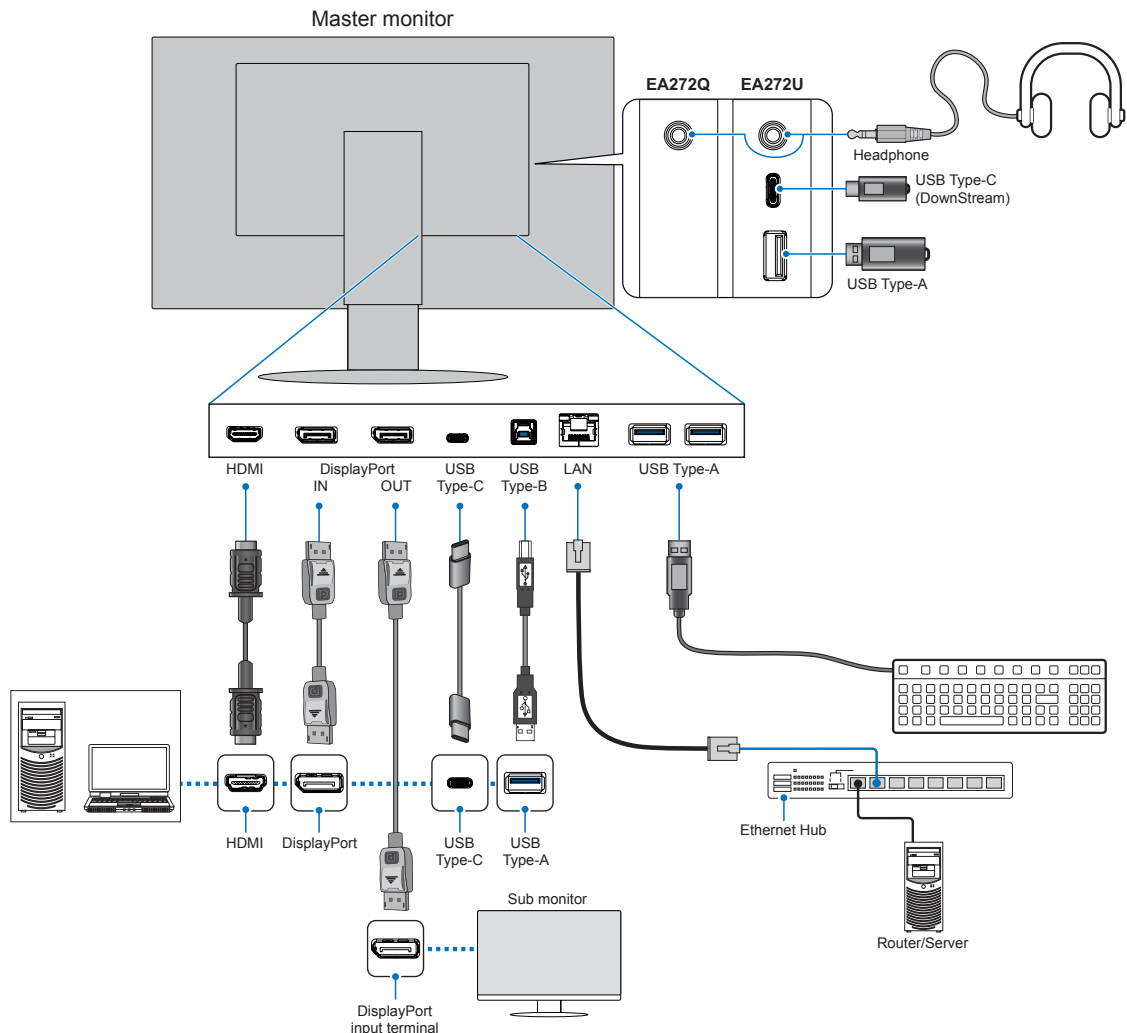 Master monitor
EA272Q
EA272U
Headphone
USB Type-C
(DownStream)
USB Type-A
HDMI
DisplayPort
IN
OUT
USB
Type-C
USB
Type-B
LAN
USB Type-A
HDMI
DisplayPort
USB
Type-C
USB
Type-A
Ethernet Hub
Router/Server
Sub monitor
DisplayPort
input terminal